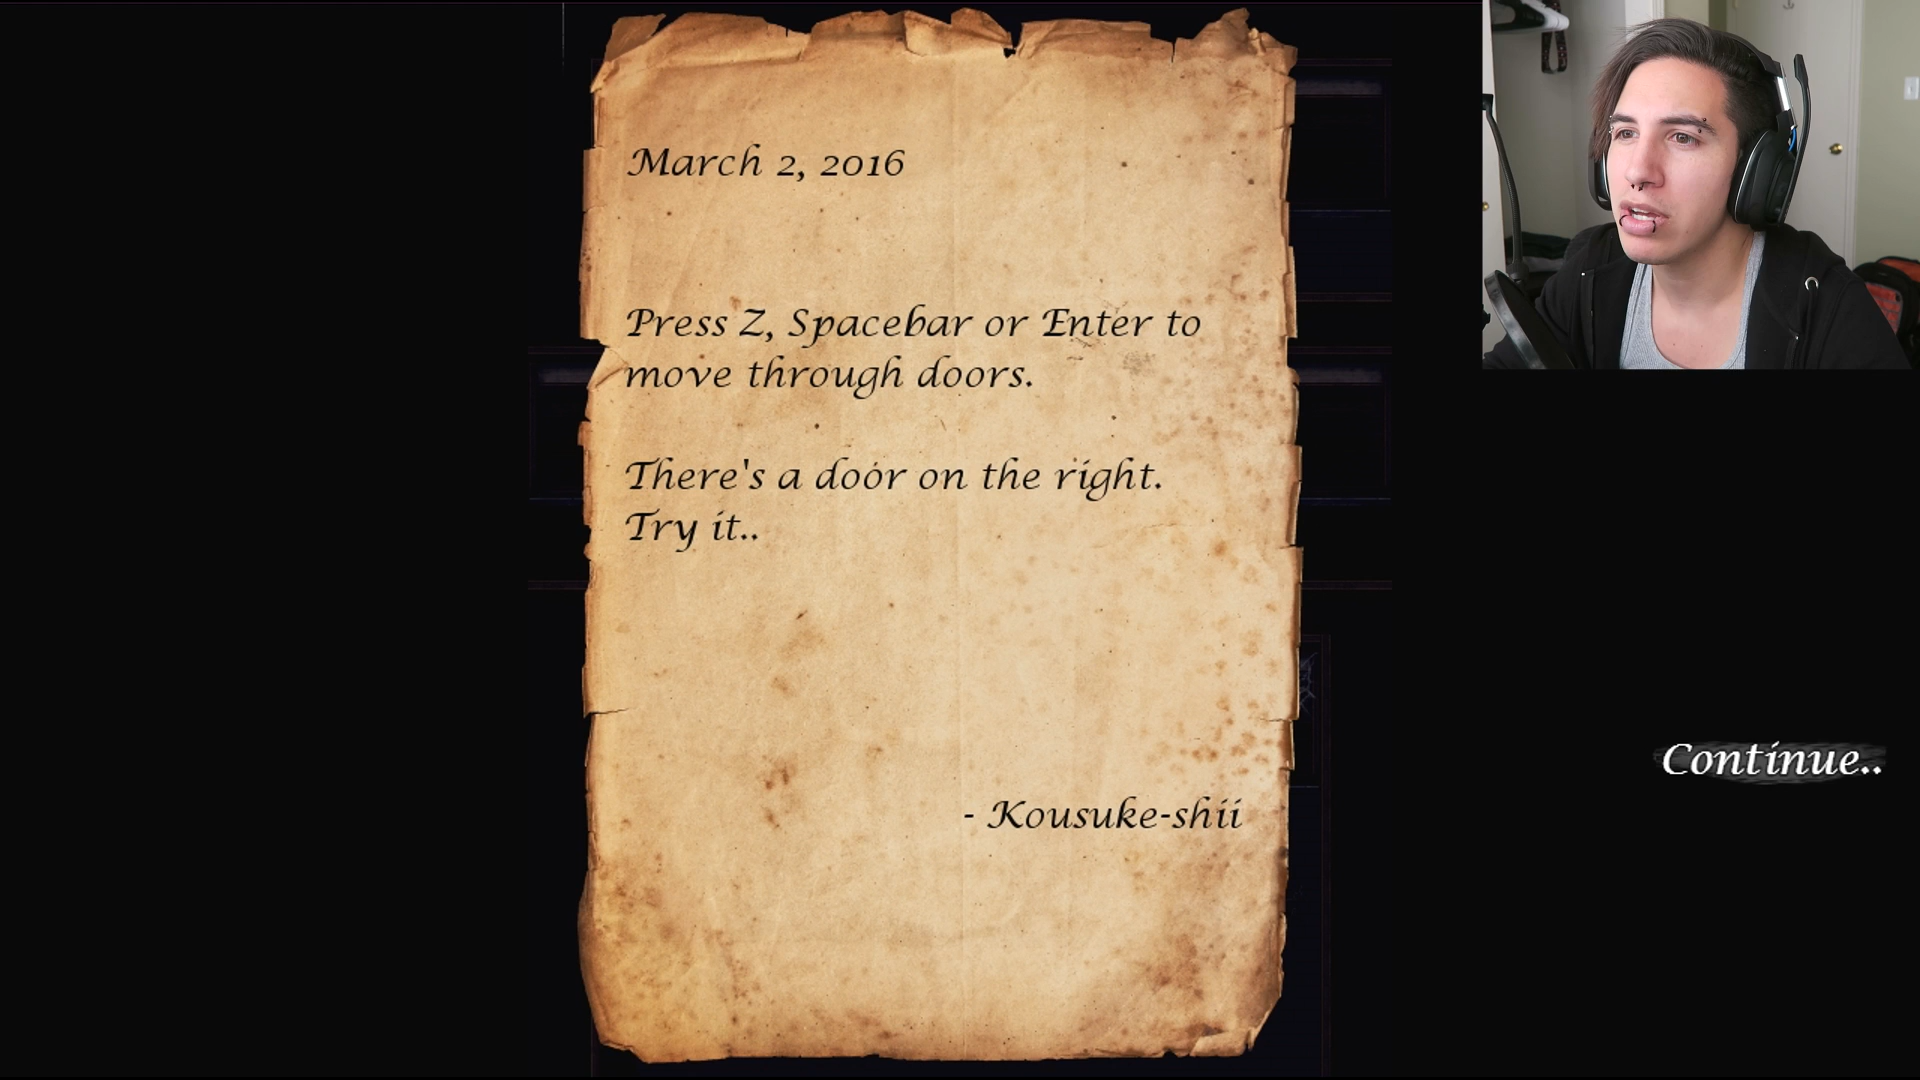 March 2, 2016
Press Z, Spacebar or Enter to
move through doors.
There's a door on the right.
Try it..
- Kousuke-shii
Continue..